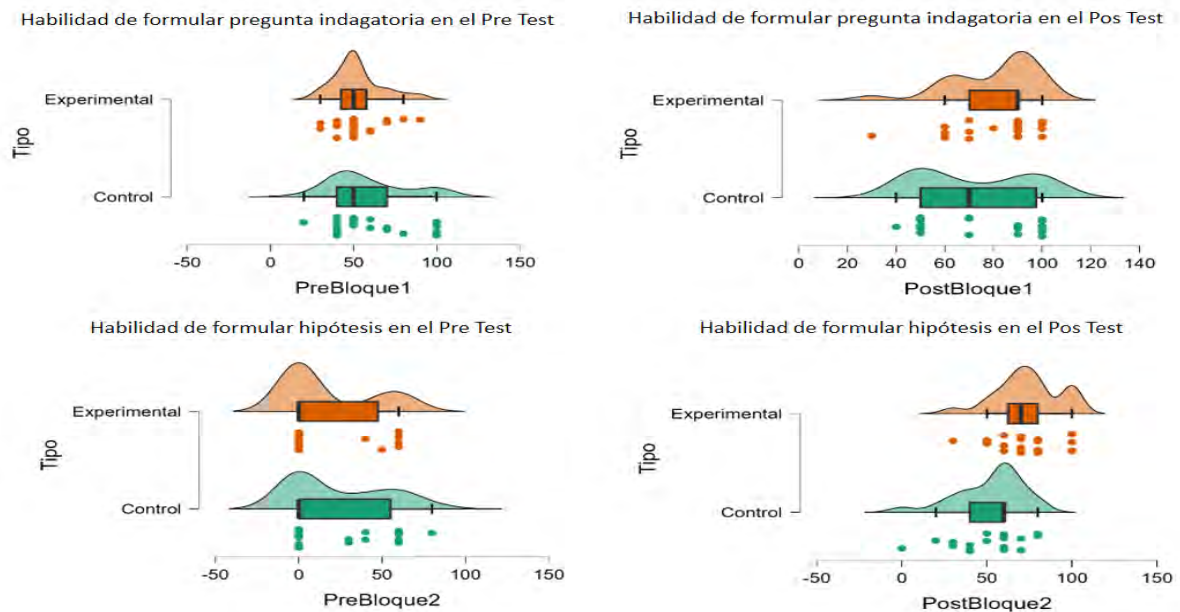 Habilidad de formular pregunta indagatoria en el Pre Test
Experimental
Tipo
Control
-50 0 50 100 150
PreBloque1
Habilidad de formular pregunta indagatoria en el Pos Test
Experimental
Tipo
Control
0 20 40 60 80 100 120 140
PostBloque1
Habilidad de formular hipótesis en el Pre Test
Experimental
Tipo
Control
-50 0 50 100 150
PreBloque2
Habilidad de formular hipótesis en el Pos Test
Experimental
Tipo
Control
-50 0 50 100 150
PostBloque2